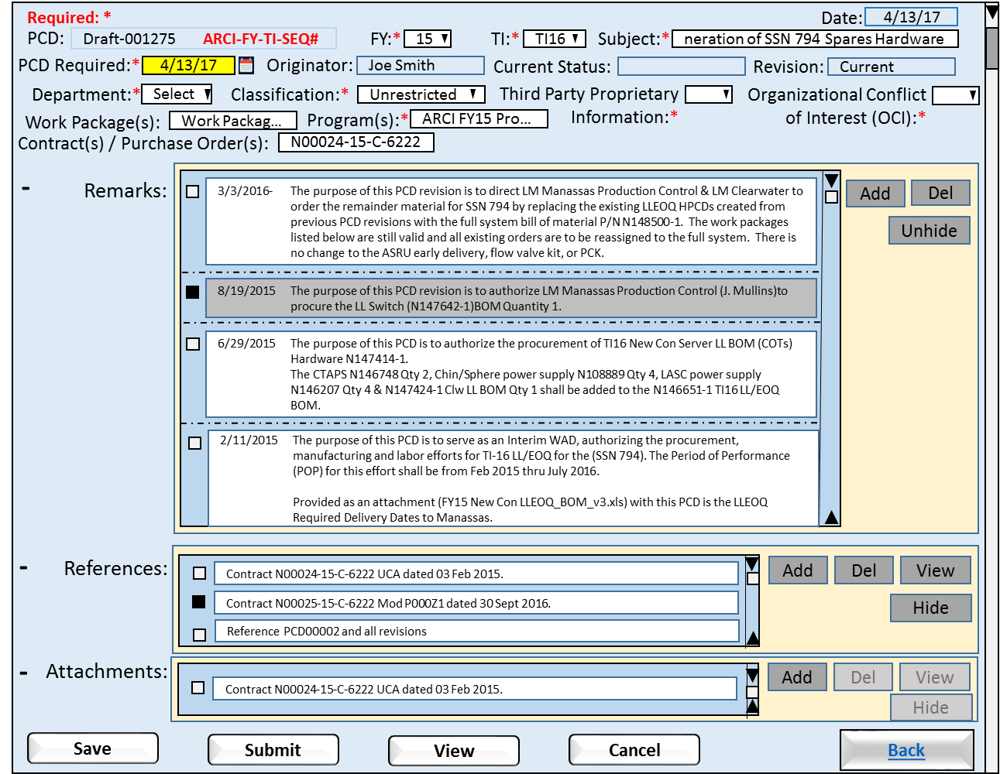 Required: *
Date: 4/13/17
PCD: Draft-001275 ARCI-FY-TI-SEQ# FY:* 15 TI:* TI16 Subject:* neration of SSN 794 Spares Hardware
PCD Required:* 4/13/17 Originator: Joe Smith Current Status: Revision: Current
Department:* Select Classification:* Unrestricted Third Party Proprietary Organizational Conflict
Work Package(s): Work Packag... Program(s):* ARCI FY15 Pro... Information:* of Interest (OCI):*
Contract(s) / Purchase Order(s): N00024-15-C-6222
- Remarks:
3/3/2016- The purpose of this PCD revision is to direct LM Manassas Production Control & LM Clearwater to
order the remainder material for SSN 794 by replacing the existing LLEOQ HPCDs created from
previous PCD revisions with the full system bill of material P/N N148500-1. The work packages
listed below are still valid and all existing orders are to be reassigned to the full system. There is
no change to the ASRU early delivery, flow valve kit, or PCK.
Add Del
Unhide
8/19/2015 The purpose of this PCD revision is to authorize LM Manassas Production Control (J. Mullins)to
procure the LL Switch (N147642-1)BOM Quantity 1.
6/29/2015 The purpose of this PCD is to authorize the procurement of TI16 New Con Server LL BOM (COTs)
Hardware N147414-1.
The CTAPS N146748 Qty 2, Chin/Sphere power supply N108889 Qty 4, LASC power supply
N146207 Qty 4 & N147424-1 Clw LL BOM Qty 1 shall be added to the N146651-1 TI16 LL/EOQ
BOM.
2/11/2015 The purpose of this PCD is to serve as an Interim WAD, authorizing the procurement,
manufacturing and labor efforts for TI-16 LL/EOQ for the (SSN 794). The Period of Performance
(POP) for this effort shall be from Feb 2015 thru July 2016.
Provided as an attachment (FY15 New Con LLEOQ_BOM_v3.xls) with this PCD is the LLEOQ
Required Delivery Dates to Manassas.
- References:
Contract N00024-15-C-6222 UCA dated 03 Feb 2015.
Contract N00025-15-C-6222 Mod P000Z1 dated 30 Sept 2016.
Reference PCD00002 and all revisions
Add Del View
Hide
- Attachments:
Contract N00024-15-C-6222 UCA dated 03 Feb 2015.
Add Del View
Hide
Save Submit View Cancel Back